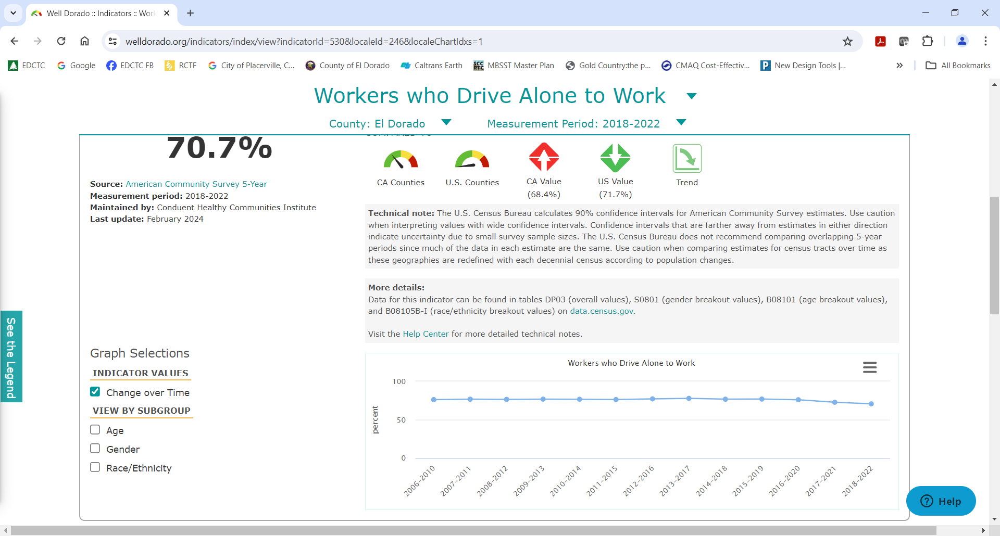 Well Dorado :: Indicators :: Work
welldorado.org/indicators/index/view?indicatorId=530&localeId=246&localeChartIdxs=1
EDCTC Google EDCTC FB RCTF City of Placerville, C... County of El Dorado Caltrans Earth MBSST Master Plan Gold Country:the p... CMAQ Cost-Effectiv... New Design Tools |... All Bookmarks
Workers who Drive Alone to Work
County: El Dorado Measurement Period: 2018-2022
COMPARED TO
70.7%
CA Counties U.S. Counties CA Value US Value Trend
(68.4%) (71.7%)
Source: American Community Survey 5-Year
Measurement period: 2018-2022
Maintained by: Conduent Healthy Communities Institute
Last update: February 2024
Technical note: The U.S. Census Bureau calculates 90% confidence intervals for American Community Survey estimates. Use caution
when interpreting values with wide confidence intervals. Confidence intervals that are farther away from estimates in either direction
indicate uncertainty due to small survey sample sizes. The U.S. Census Bureau does not recommend comparing overlapping 5-year
periods since much of the data in each estimate are the same. Use caution when comparing estimates for census tracts over time as
these geographies are redefined with each decennial census according to population changes.
More details:
Data for this indicator can be found in tables DP03 (overall values), S0801 (gender breakout values), B08101 (age breakout values),
and B08105B-I (race/ethnicity breakout values) on data.census.gov.
Visit the Help Center for more detailed technical notes.
See the Legend
Graph Selections
INDICATOR VALUES
Change over Time
VIEW BY SUBGROUP
Age
Gender
Race/Ethnicity
Workers who Drive Alone to Work
percent
100
50
0
2006-2010 2007-2011 2008-2012 2009-2013 2010-2014 2011-2015 2012-2016 2013-2017 2014-2018 2015-2019 2016-2020 2017-2021 2018-2022
Help